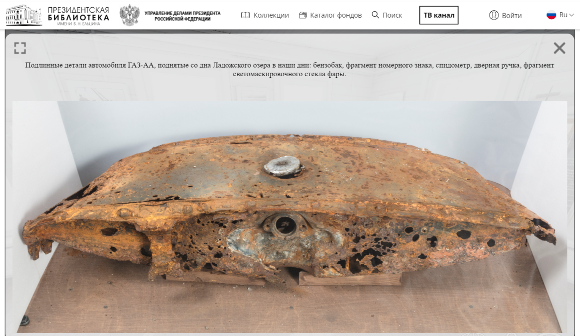 ПРЕЗИДЕНТСКАЯ
БИБЛИОТЕКА
ИМЕНИ Б.Н. ЕЛЬЦИНА
УПРАВЛЕНИЕ ДЕЛАМИ ПРЕЗИДЕНТА
РОССИЙСКОЙ ФЕДЕРАЦИИ
Коллекции
Каталог фондов
Поиск
ТВ канал
Войти
Ru
Подлинные детали автомобиля ГАЗ-АА, поднятые со дна Ладожского озера в наши дни: бензобак, фрагмент номерного знака, спидометр, дверная ручка, фрагмент
светомаскировочного стекла фары.